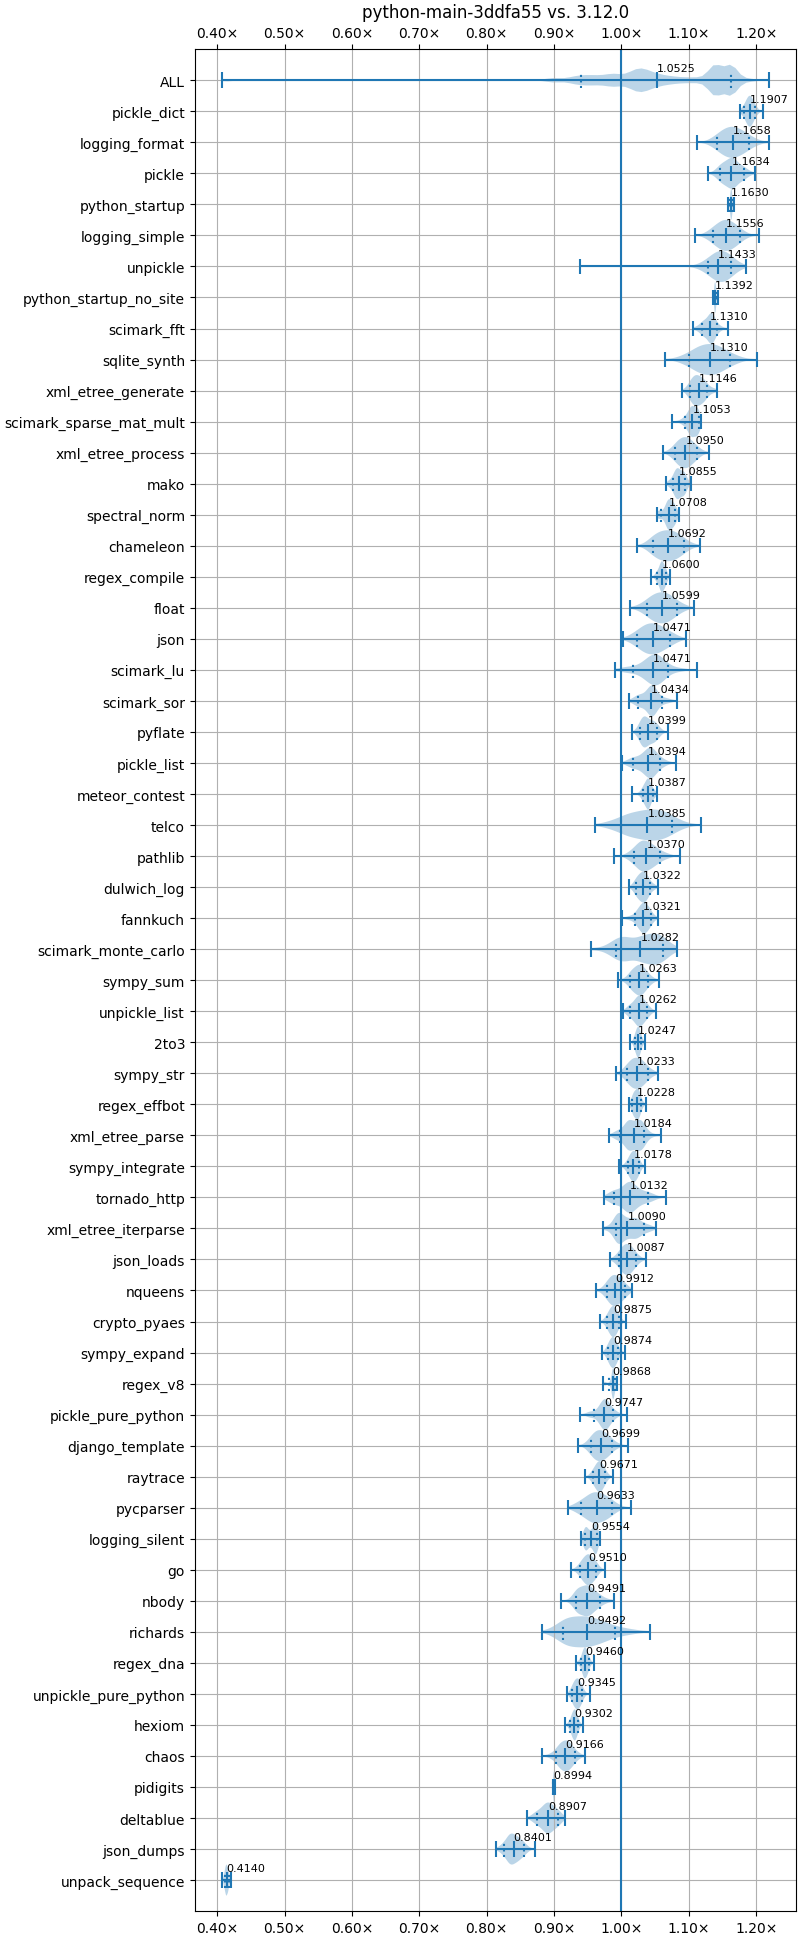 python-main-3ddfa55 vs. 3.12.0
0.40× 0.50× 0.60× 0.70× 0.80× 0.90× 1.00× 1.10× 1.20×
ALL 1.0525
pickle_dict 1.1907
logging_format 1.1658
pickle 1.1634
python_startup 1.1630
logging_simple 1.1556
unpickle 1.1433
python_startup_no_site 1.1392
scimark_fft 1.1310
sqlite_synth 1.1310
xml_etree_generate 1.1146
scimark_sparse_mat_mult 1.1053
xml_etree_process 1.0950
mako 1.0855
spectral_norm 1.0708
chameleon 1.0692
regex_compile 1.0600
float 1.0599
json 1.0471
scimark_lu 1.0471
scimark_sor 1.0434
pyflate 1.0399
pickle_list 1.0394
meteor_contest 1.0387
telco 1.0385
pathlib 1.0370
dulwich_log 1.0322
fannkuch 1.0321
scimark_monte_carlo 1.0282
sympy_sum 1.0263
unpickle_list 1.0262
2to3 1.0247
sympy_str 1.0233
regex_effbot 1.0228
xml_etree_parse 1.0184
sympy_integrate 1.0178
tornado_http 1.0132
xml_etree_iterparse 1.0090
json_loads 1.0087
nqueens 0.9912
crypto_pyaes 0.9875
sympy_expand 0.9874
regex_v8 0.9868
pickle_pure_python 0.9747
django_template 0.9699
raytrace 0.9671
pycparser 0.9633
logging_silent 0.9554
go 0.9510
nbody 0.9491
richards 0.9492
regex_dna 0.9460
unpickle_pure_python 0.9345
hexiom 0.9302
chaos 0.9166
pidigits 0.8994
deltablue 0.8907
json_dumps 0.8401
unpack_sequence 0.4140
0.40× 0.50× 0.60× 0.70× 0.80× 0.90× 1.00× 1.10× 1.20×